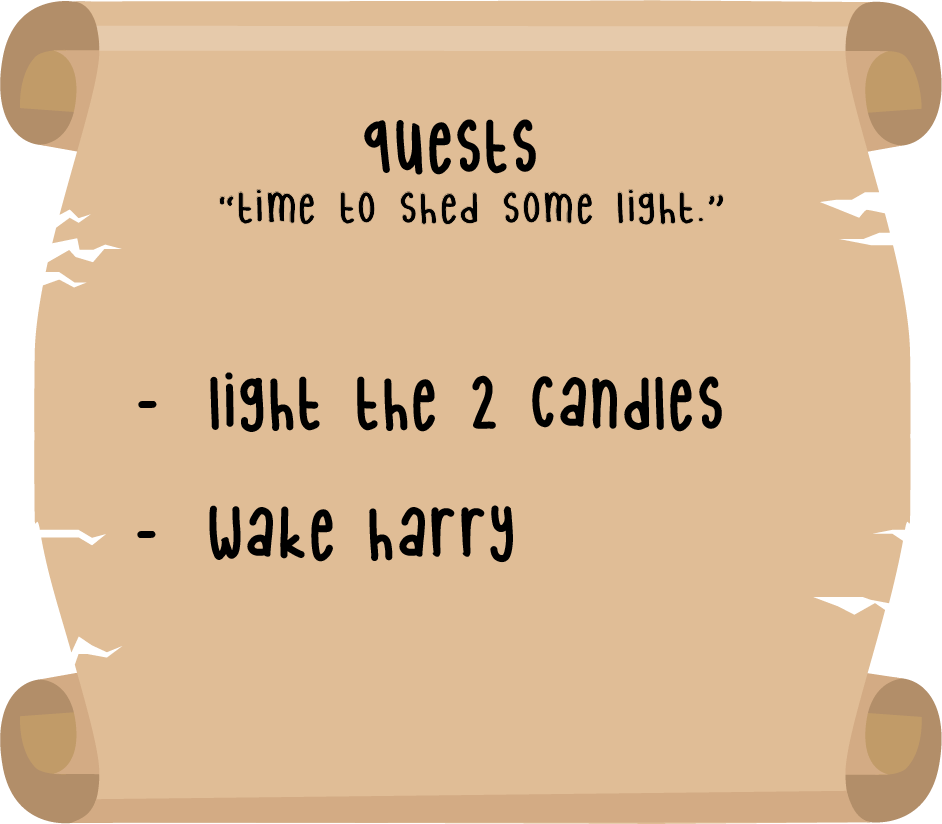 quests
“time to shed some light.”
- light the 2 candles
- wake harry